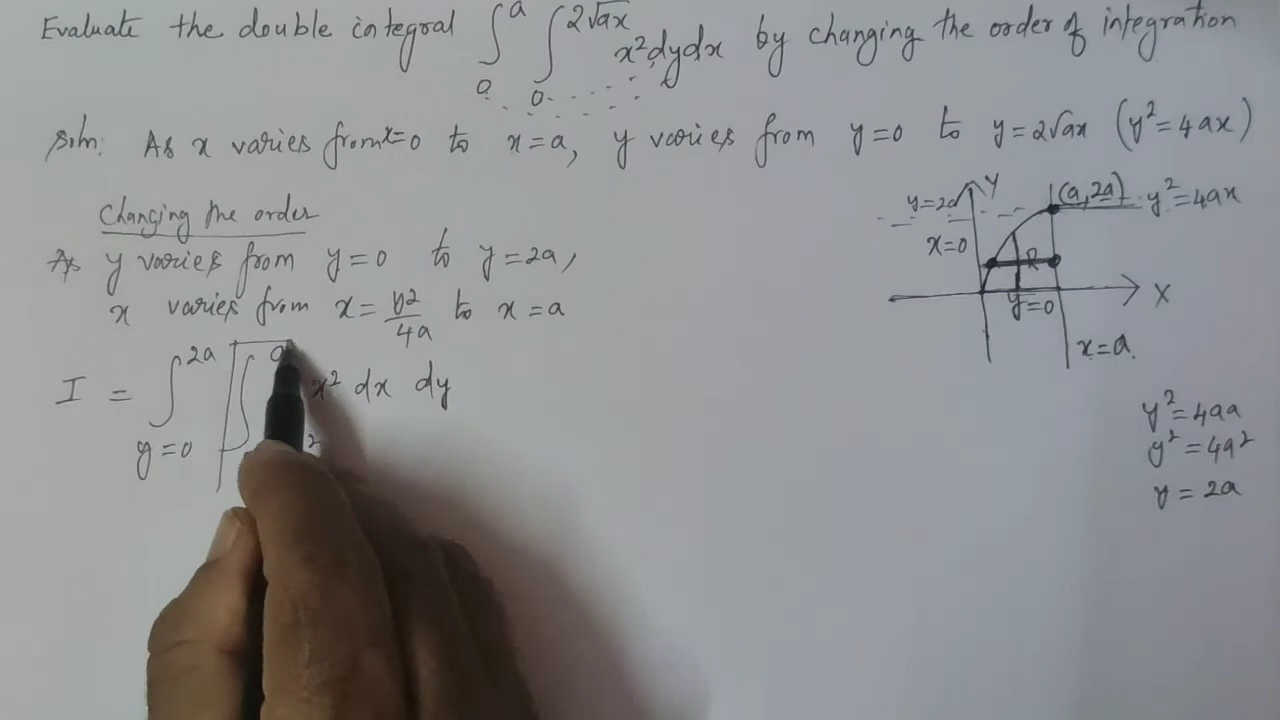 Evaluate the double integral ∫₀^a ∫₀^{2√ax} x² dy dx by changing the order of integration
Soln: As x varies from x=0 to x=a, y varies from y=0 to y=2√ax (y²=4ax)
Changing the order
As y varies from y=0 to y=2a,
x varies from x=y²/4a to x=a
I = ∫_{y=0}^{2a} ∫^a x² dx dy
Y
(a,2a)
y=2a
y²=4ax
x=0
R
y=0
X
x=a
y²=4aa
y²=4a²
y=2a